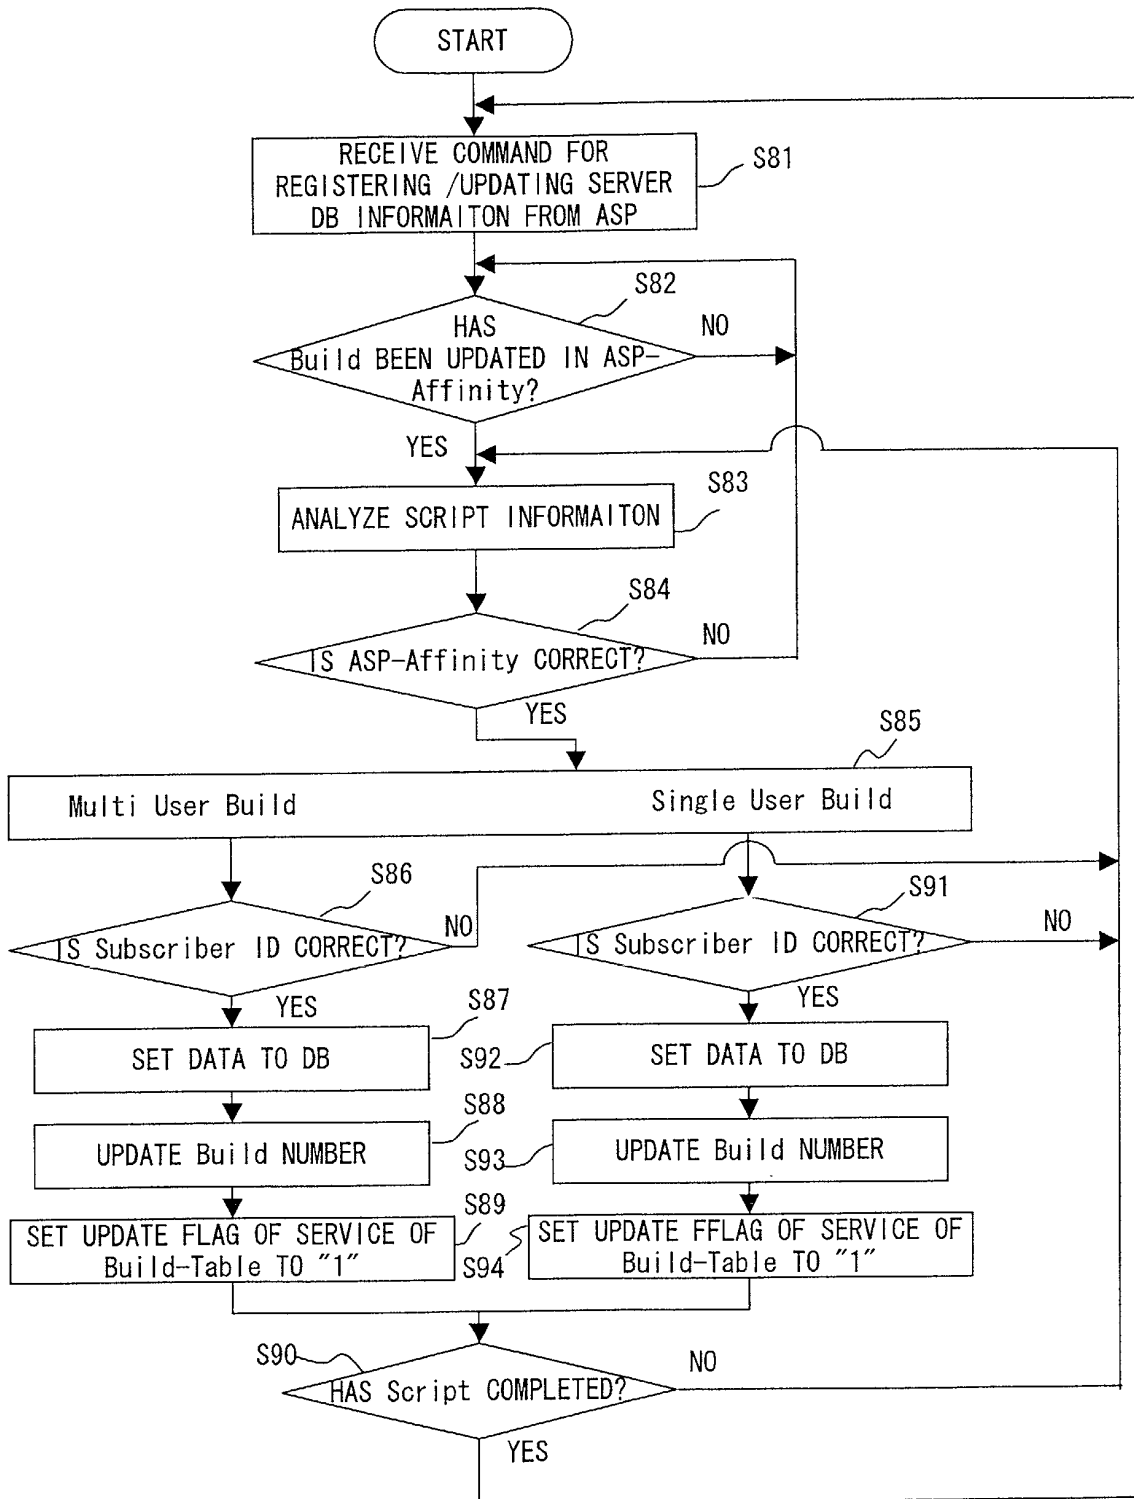 START
RECEIVE COMMAND FOR
REGISTERING /UPDATING SERVER
DB INFORMAITON FROM ASP
S81
S82
HAS
Build BEEN UPDATED IN ASP-
Affinity?
NO
YES
S83
ANALYZE SCRIPT INFORMAITON
S84
IS ASP-Affinity CORRECT?
NO
YES
S85
Multi User Build
Single User Build
S86
IS Subscriber ID CORRECT?
NO
YES
S91
IS Subscriber ID CORRECT?
NO
YES
S87
SET DATA TO DB
S92
SET DATA TO DB
S88
UPDATE Build NUMBER
S93
UPDATE Build NUMBER
S89
SET UPDATE FLAG OF SERVICE OF
Build-Table TO "1"
S94
SET UPDATE FFLAG OF SERVICE OF
Build-Table TO "1"
S90
HAS Script COMPLETED?
NO
YES